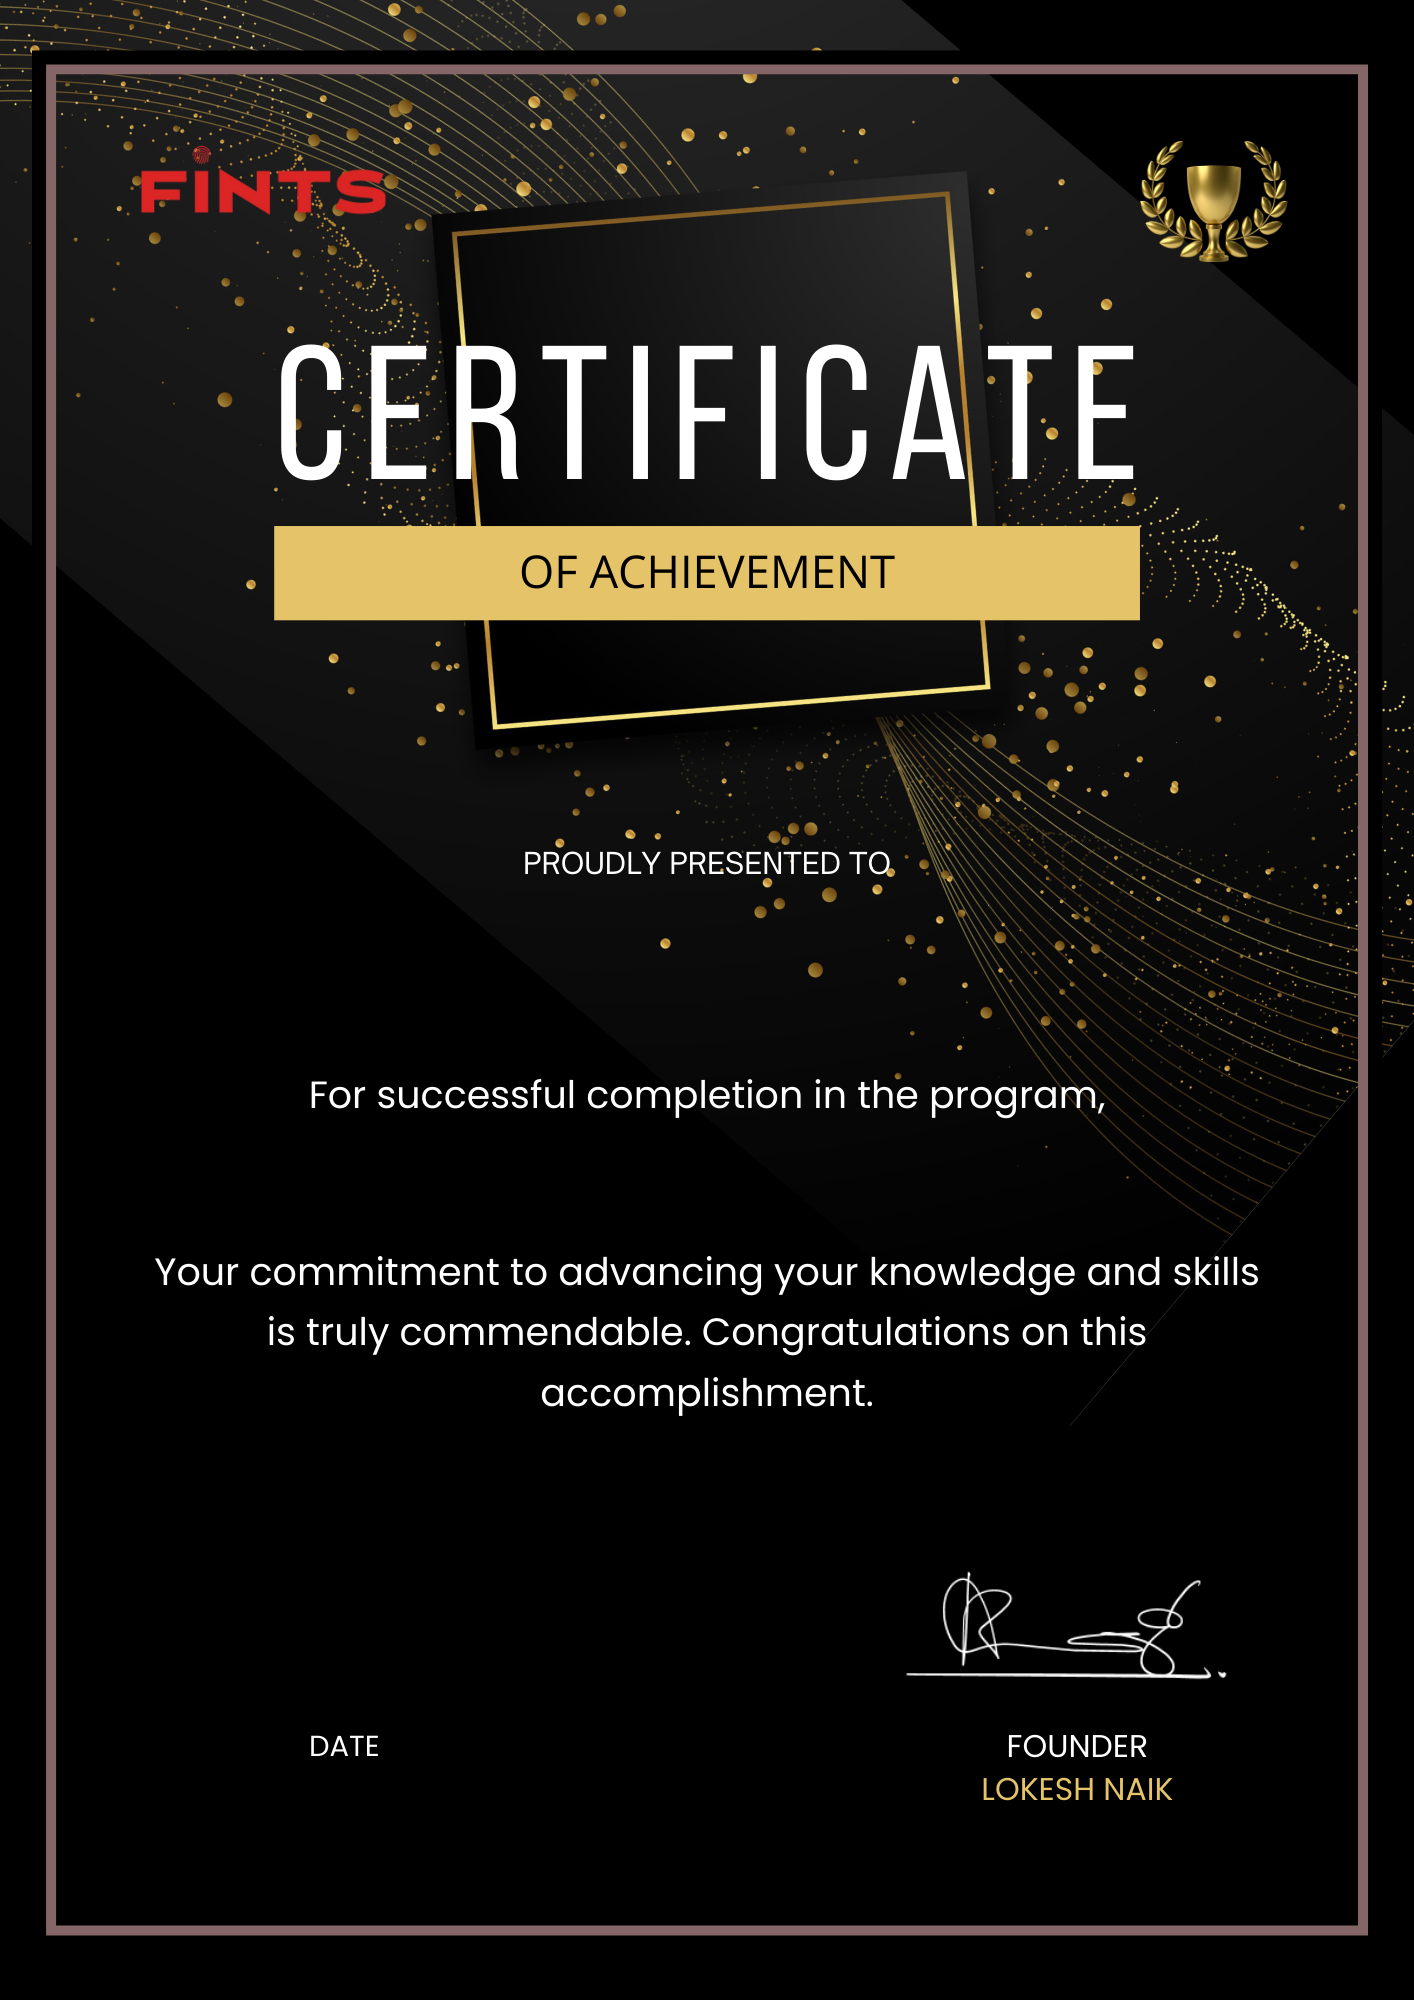 FINTS
CERTIFICATE
OF ACHIEVEMENT
PROUDLY PRESENTED TO
For successful completion in the program,
Your commitment to advancing your knowledge and skills
is truly commendable. Congratulations on this
accomplishment.
DATE
FOUNDER
LOKESH NAIK